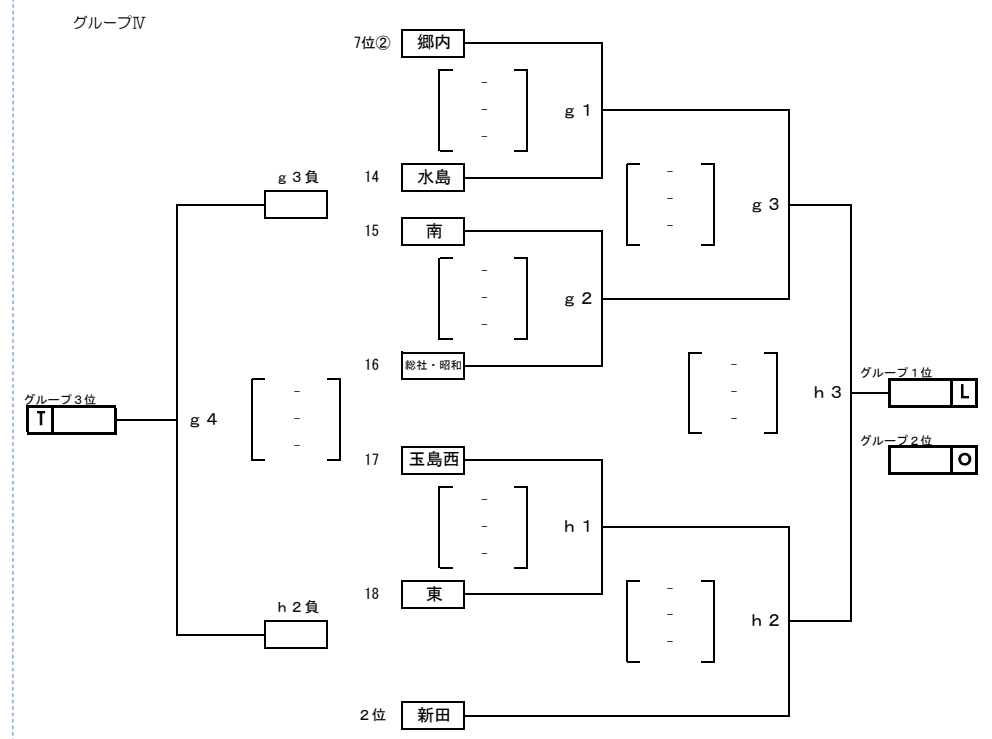 グループⅣ
7位② 郷内
-
-
g 1
-
g 3 負
14 水島
-
-
g 3
-
15 南
-
-
g 2
-
16 総社・昭和
-
-
h 3
-
グループ1位
L
グループ3位
T
-
-
g 4
-
グループ2位
O
17 玉島西
-
-
h 1
-
18 東
-
-
h 2
-
h 2 負
2位 新田